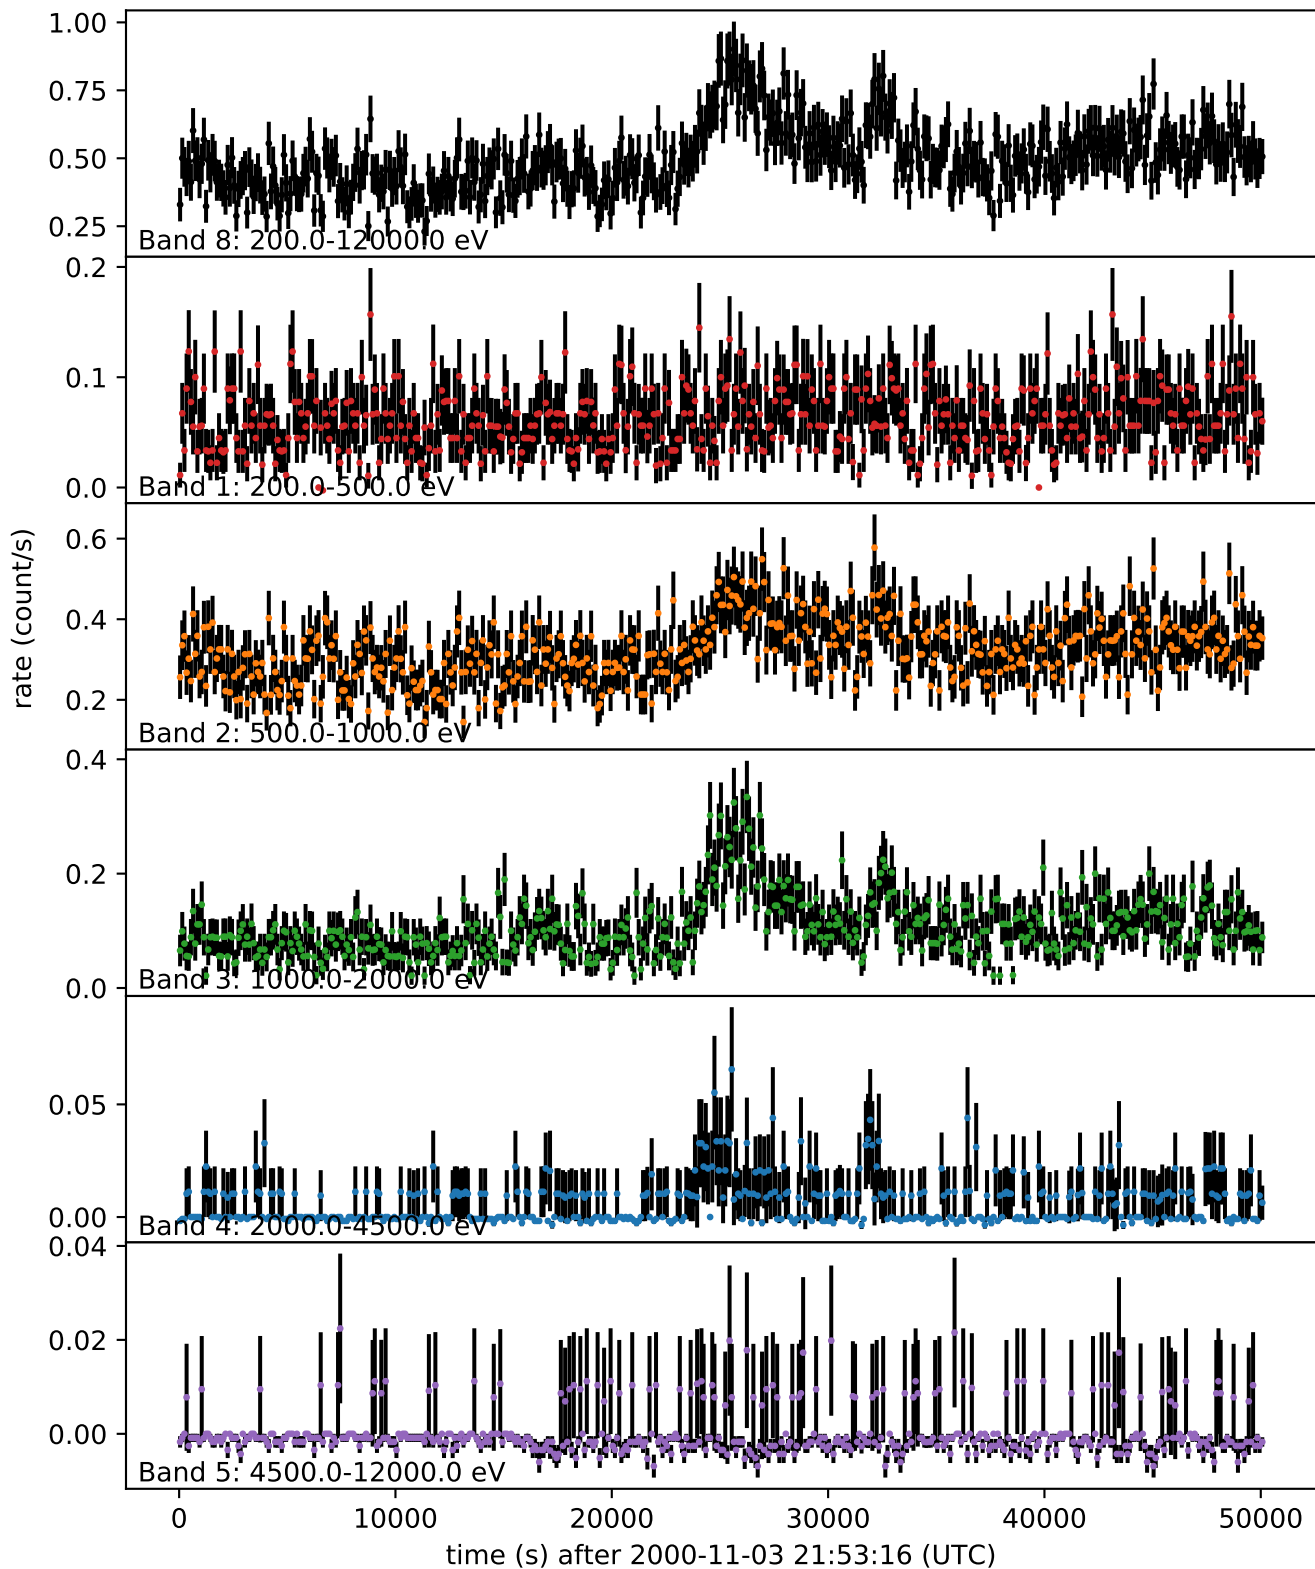 1.00
0.75
0.50
0.25
Band 8: 200.0-12000.0 eV
0.2
0.1
0.0
Band 1: 200.0-500.0 eV
rate (count/s)
0.6
0.4
0.2
Band 2: 500.0-1000.0 eV
0.4
0.2
0.0
Band 3: 1000.0-2000.0 eV
0.05
0.00
Band 4: 2000.0-4500.0 eV
0.04
0.02
0.00
Band 5: 4500.0-12000.0 eV
0 10000 20000 30000 40000 50000
time (s) after 2000-11-03 21:53:16 (UTC)